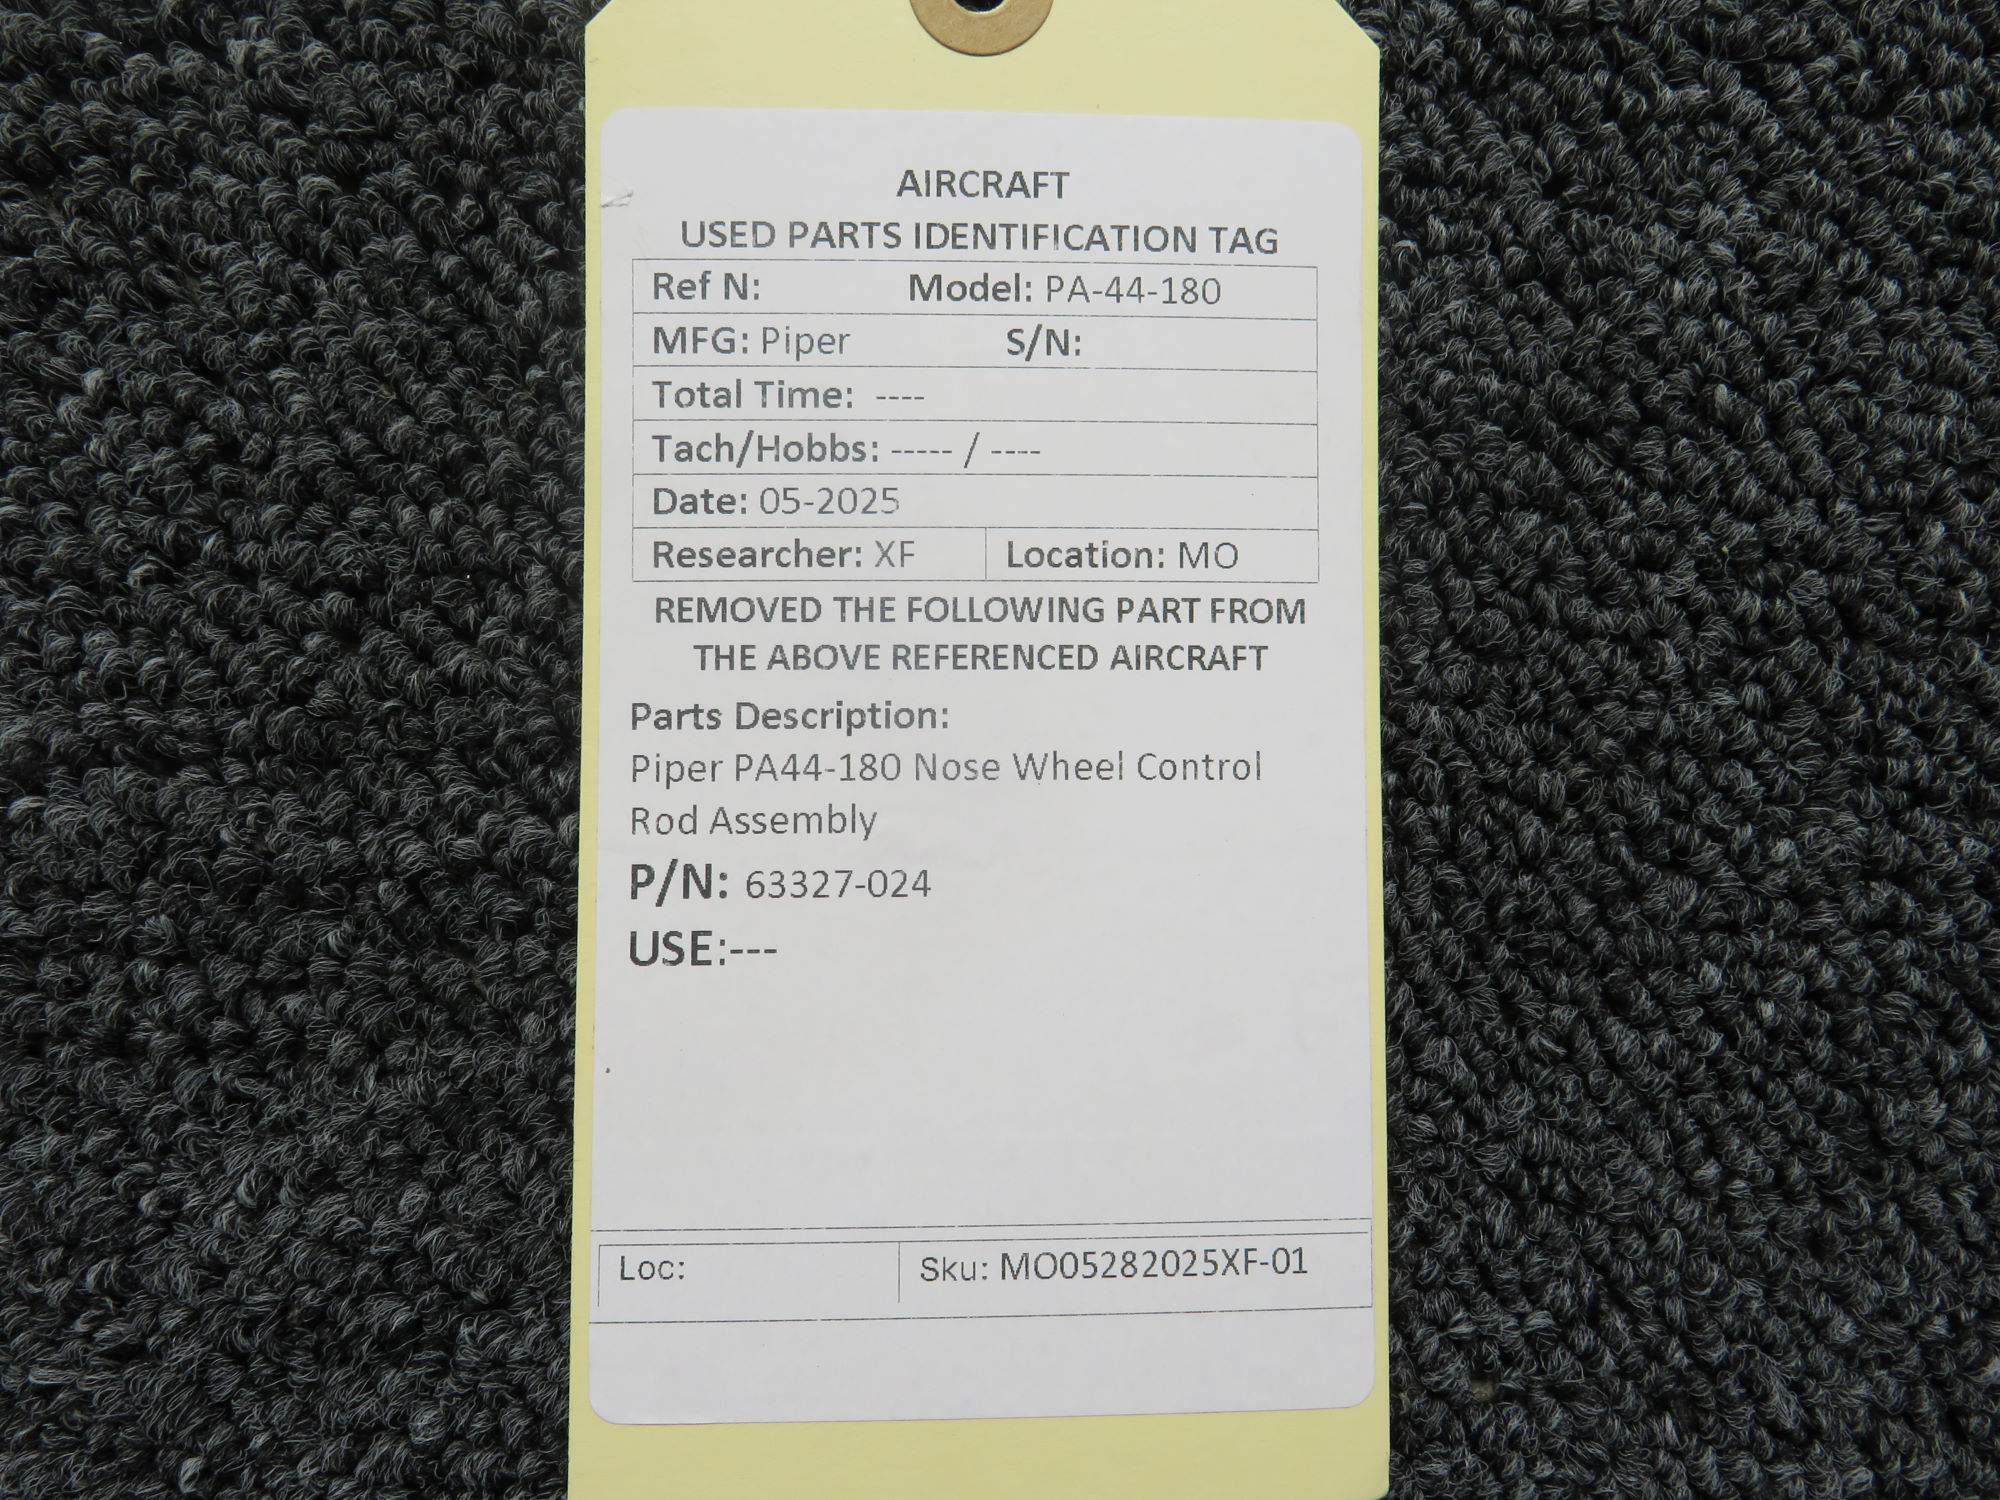 AIRCRAFT
USED PARTS IDENTIFICATION TAG
Ref N: Model: PA-44-180
MFG: Piper S/N:
Total Time: ----
Tach/Hobbs: ----- / ----
Date: 05-2025
Researcher: XF Location: MO
REMOVED THE FOLLOWING PART FROM
THE ABOVE REFERENCED AIRCRAFT
Parts Description:
Piper PA44-180 Nose Wheel Control
Rod Assembly
P/N: 63327-024
USE:---
Loc: Sku: MO05282025XF-01